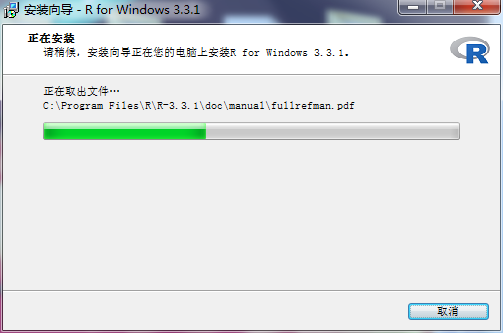 安装向导 - R for Windows 3.3.1
正在安装
请稍候，安装向导正在您的电脑上安装R for Windows 3.3.1.
R
正在取出文件…
C:\Program Files\R\R-3.3.1\doc\manual\fullrefman.pdf
取消